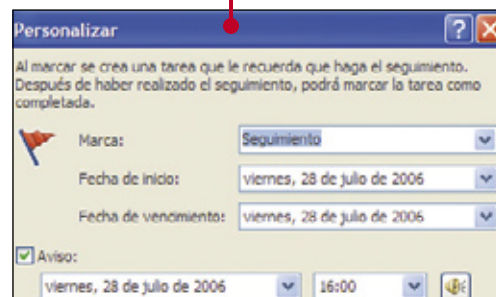 Personalizar
Al marcar se crea una tarea que le recuerda que haga el seguimiento.
Después de haber realizado el seguimiento, podrá marcar la tarea como
completada.
Marca: Seguimiento
Fecha de inicio: viernes, 28 de julio de 2006
Fecha de vencimiento: viernes, 28 de julio de 2006
Aviso:
viernes, 28 de julio de 2006 16:00